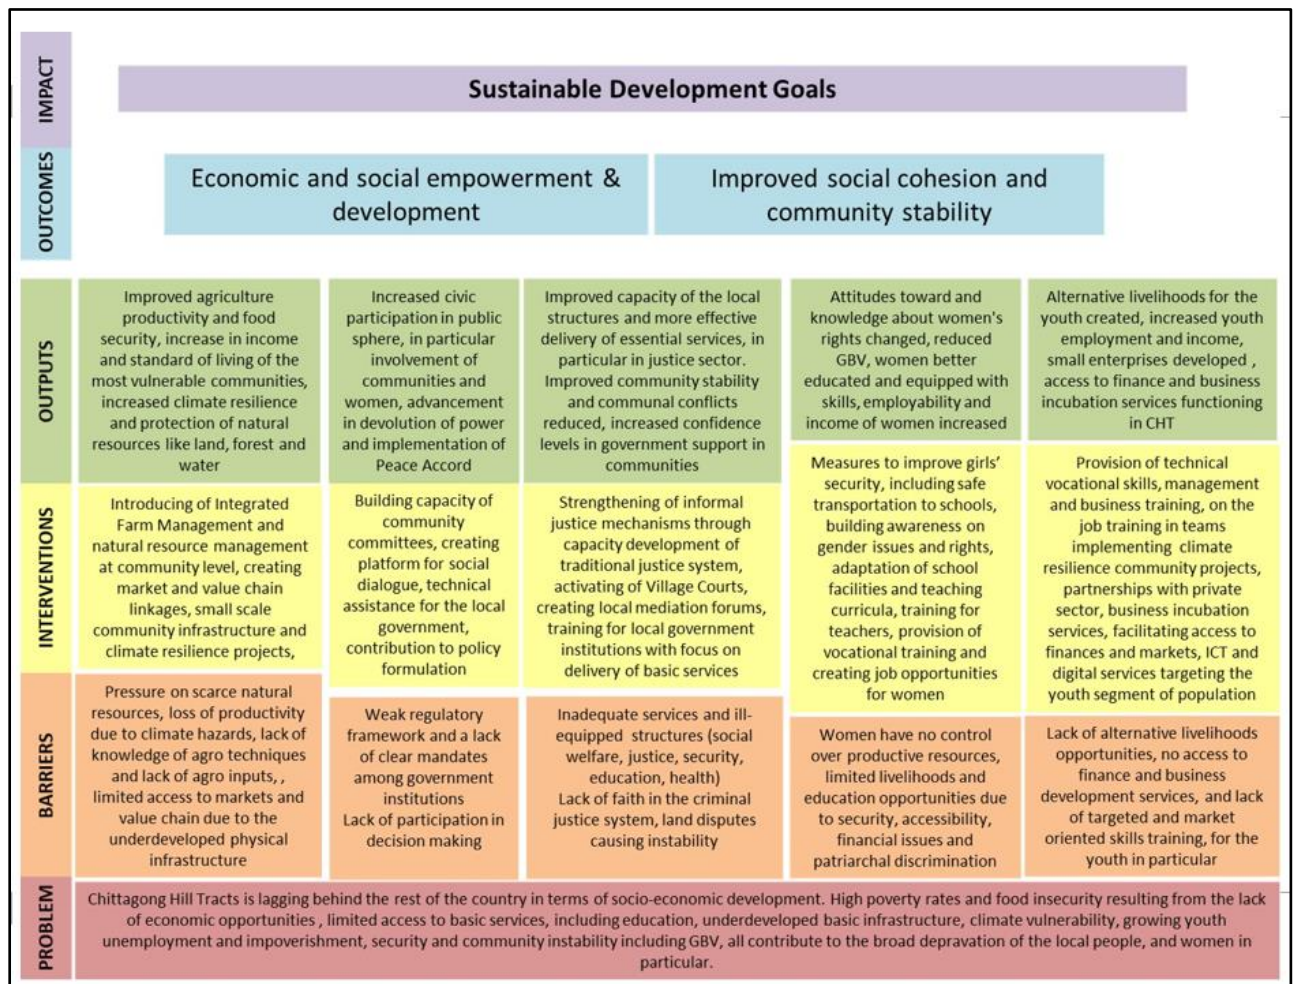 IMPACT
Sustainable Development Goals
OUTCOMES
Economic and social empowerment &
development
Improved social cohesion and
community stability
OUTPUTS
Improved agriculture
productivity and food
security, increase in income
and standard of living of the
most vulnerable communities,
increased climate resilience
and protection of natural
resources like land, forest and
water
Increased civic
participation in public
sphere, in particular
involvement of
communities and
women, advancement
in devolution of power
and implementation of
Peace Accord
Improved capacity of the local
structures and more effective
delivery of essential services, in
particular in justice sector.
Improved community stability
and communal conflicts
reduced, increased confidence
levels in government support in
communities
Attitudes toward and
knowledge about women's
rights changed, reduced
GBV, women better
educated and equipped with
skills, employability and
income of women increased
Alternative livelihoods for the
youth created, increased youth
employment and income,
small enterprises developed ,
access to finance and business
incubation services functioning
in CHT
INTERVENTIONS
Introducing of Integrated
Farm Management and
natural resource management
at community level, creating
market and value chain
linkages, small scale
community infrastructure and
climate resilience projects,
Building capacity of
community
committees, creating
platform for social
dialogue, technical
assistance for the local
government,
contribution to policy
formulation
Strengthening of informal
justice mechanisms through
capacity development of
traditional justice system,
activating of Village Courts,
creating local mediation forums,
training for local government
institutions with focus on
delivery of basic services
Measures to improve girls’
security, including safe
transportation to schools,
building awareness on
gender issues and rights,
adaptation of school
facilities and teaching
curricula, training for
teachers, provision of
vocational training and
creating job opportunities
for women
Provision of technical
vocational skills, management
and business training, on the
job training in teams
implementing climate
resilience community projects,
partnerships with private
sector, business incubation
services, facilitating access to
finances and markets, ICT and
digital services targeting the
youth segment of population
BARRIERS
Pressure on scarce natural
resources, loss of productivity
due to climate hazards, lack of
knowledge of agro techniques
and lack of agro inputs, ,
limited access to markets and
value chain due to the
underdeveloped physical
infrastructure
Weak regulatory
framework and a lack
of clear mandates
among government
institutions
Lack of participation in
decision making
Inadequate services and ill-
equipped structures (social
welfare, justice, security,
education, health)
Lack of faith in the criminal
justice system, land disputes
causing instability
Women have no control
over productive resources,
limited livelihoods and
education opportunities due
to security, accessibility,
financial issues and
patriarchal discrimination
Lack of alternative livelihoods
opportunities, no access to
finance and business
development services, and lack
of targeted and market
oriented skills training, for the
youth in particular
PROBLEM
Chittagong Hill Tracts is lagging behind the rest of the country in terms of socio-economic development. High poverty rates and food insecurity resulting from the lack
of economic opportunities , limited access to basic services, including education, underdeveloped basic infrastructure, climate vulnerability, growing youth
unemployment and impoverishment, security and community instability including GBV, all contribute to the broad depravation of the local people, and women in
particular.